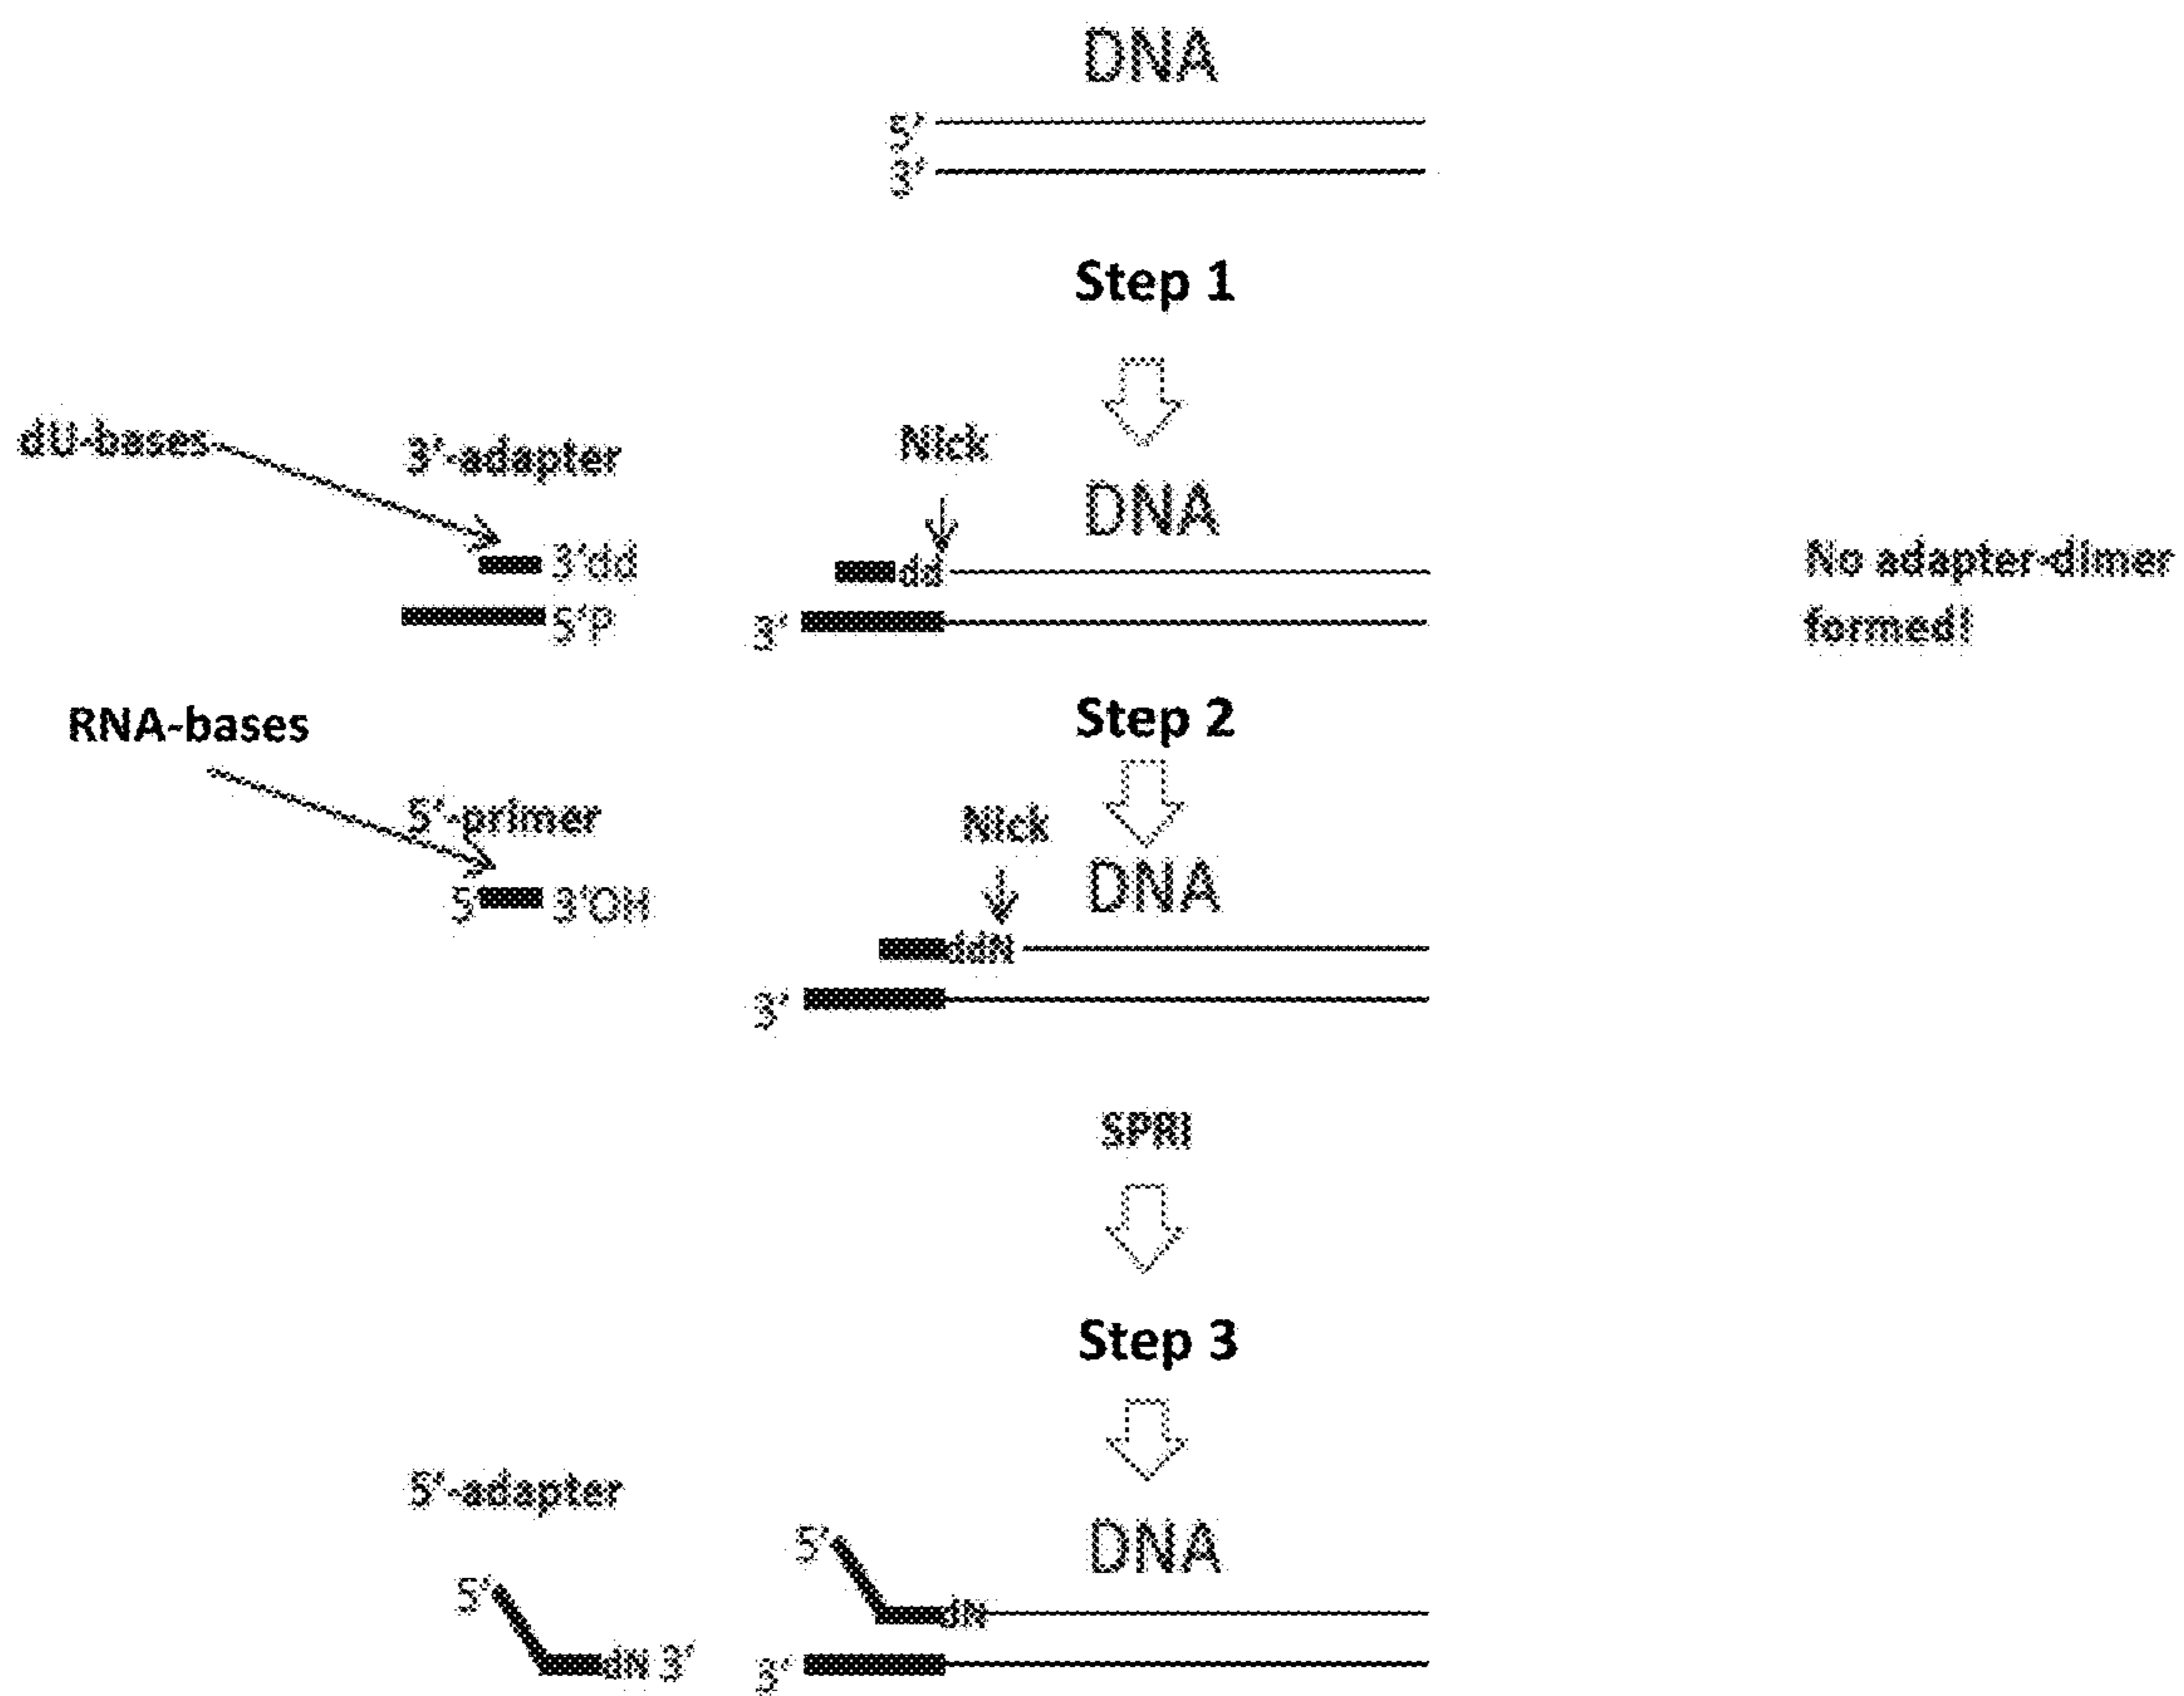 DNA
5'
3'
Step 1
dU-bases
3'-adapter
Nick
DNA
3'dd
5'P
dd
3'
No adapter-dimer
formed!
Step 2
RNA-bases
5'-primer
Nick
DNA
5' 3'OH
ddN
3'
SPRI
Step 3
5'-adapter
DNA
5'
dN
3'
5'
dN 3'